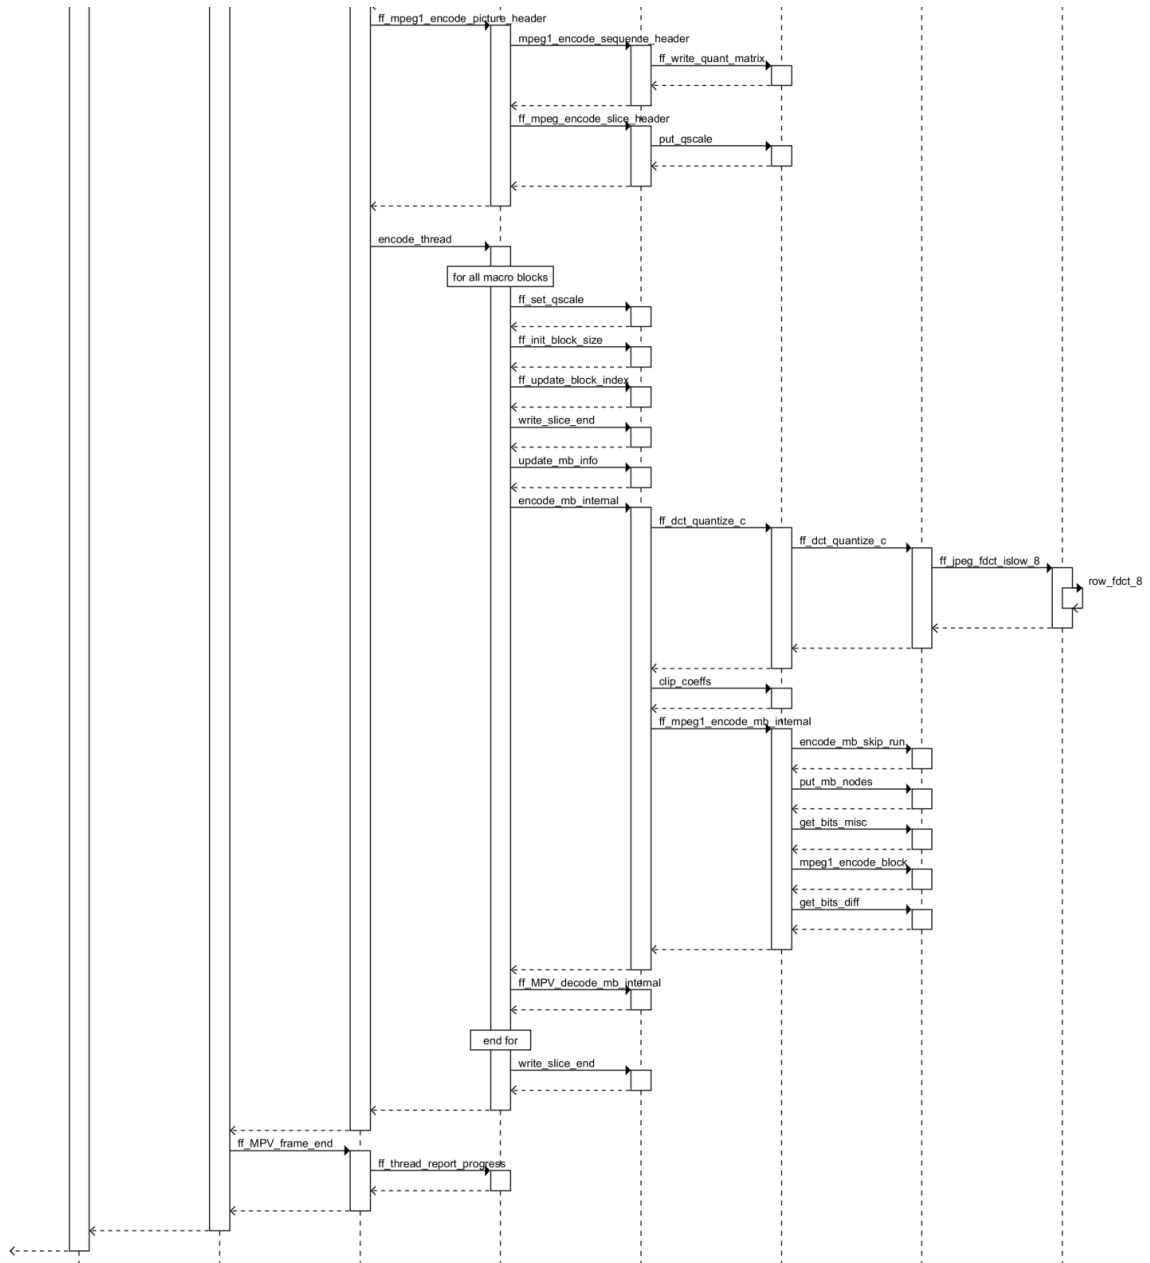 ff_mpeg1_encode_picture_header
mpeg1_encode_sequence_header
ff_write_quant_matrix
ff_mpeg_encode_slice_header
put_qscale
encode_thread
for all macro blocks
ff_set_qscale
ff_init_block_size
ff_update_block_index
write_slice_end
update_mb_info
encode_mb_internal
ff_dct_quantize_c
ff_dct_quantize_c
ff_jpeg_fdct_islow_8
row_fdct_8
clip_coeffs
ff_mpeg1_encode_mb_internal
encode_mb_skip_run
put_mb_nodes
get_bits_misc
mpeg1_encode_block
get_bits_diff
ff_MPV_decode_mb_internal
end for
write_slice_end
ff_MPV_frame_end
ff_thread_report_progress